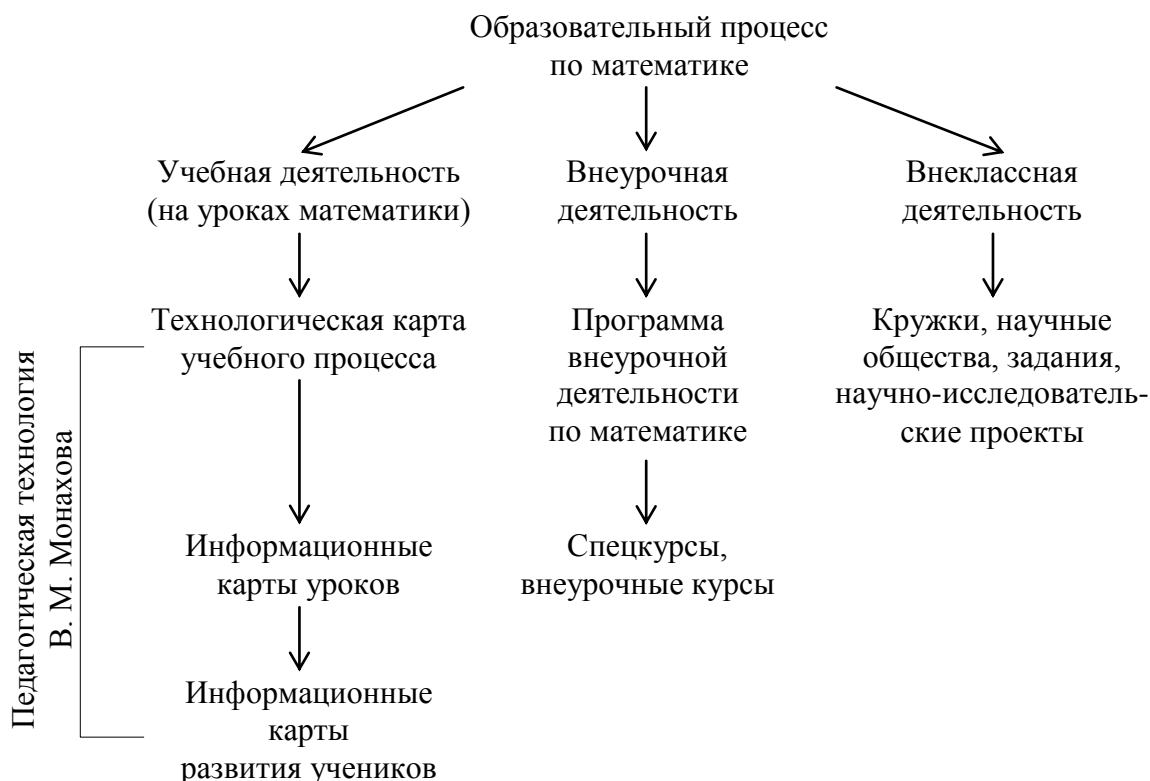 Образовательный процесс
по математике
Учебная деятельность
(на уроках математики)
Внеурочная
деятельность
Внеклассная
деятельность
Технологическая карта
учебного процесса
Программа
внеурочной
деятельности
по математике
Кружки, научные
общества, задания,
научно-исследователь-
ские проекты
Педагогическая технология
В. М. Монахова
Информационные
карты уроков
Спецкурсы,
внеурочные курсы
Информационные
карты
развития учеников